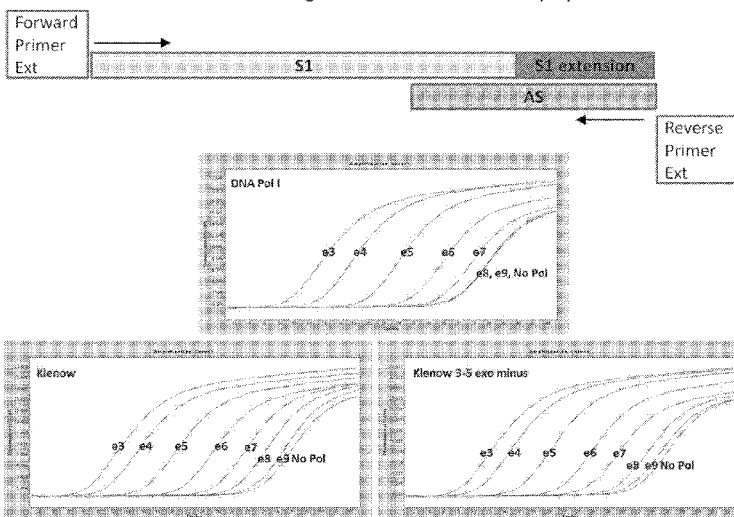 Forward
Primer
Ext
S1
S1 extension
AS
Reverse
Primer
Ext
DNA Pol I
e3
e4
e5
e6
e7
e8, e9, No Pol
Klenow
e3
e4
e5
e6
e7
e8
e9 No Pol
Klenow 3-5 exo minus
e3
e4
e5
e6
e7
e8
e9 No Pol